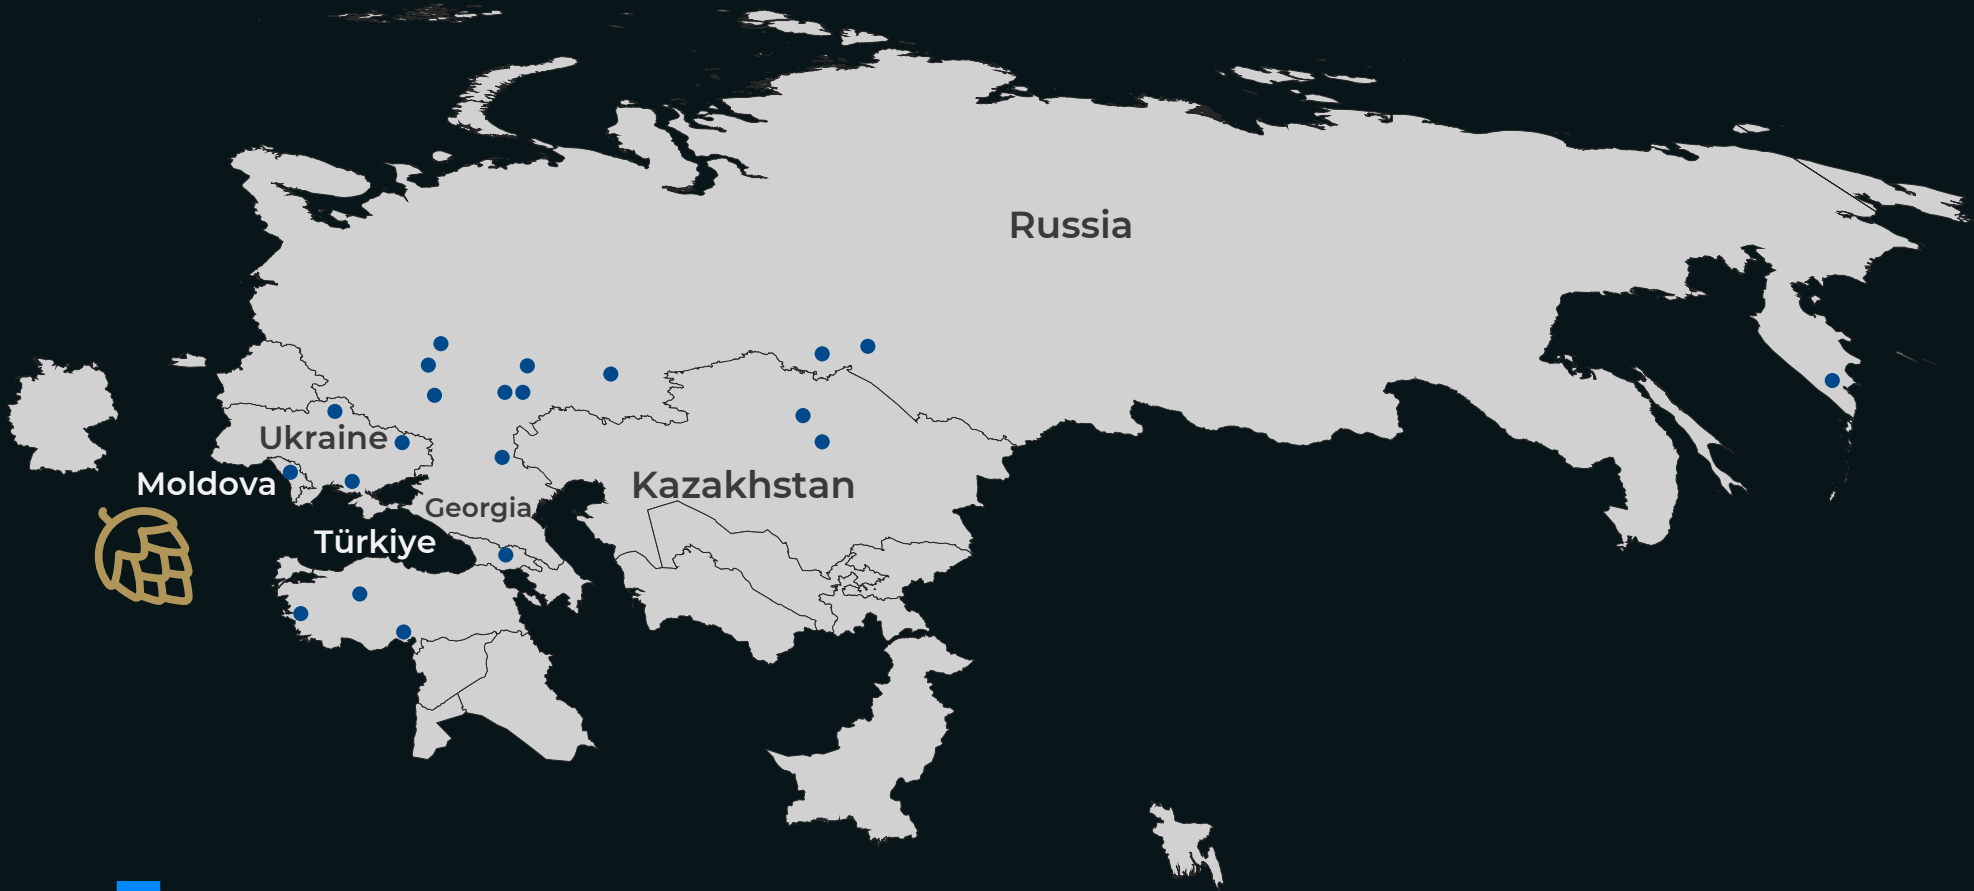 Russia
Ukraine
Moldova
Kazakhstan
Georgia
Türkiye